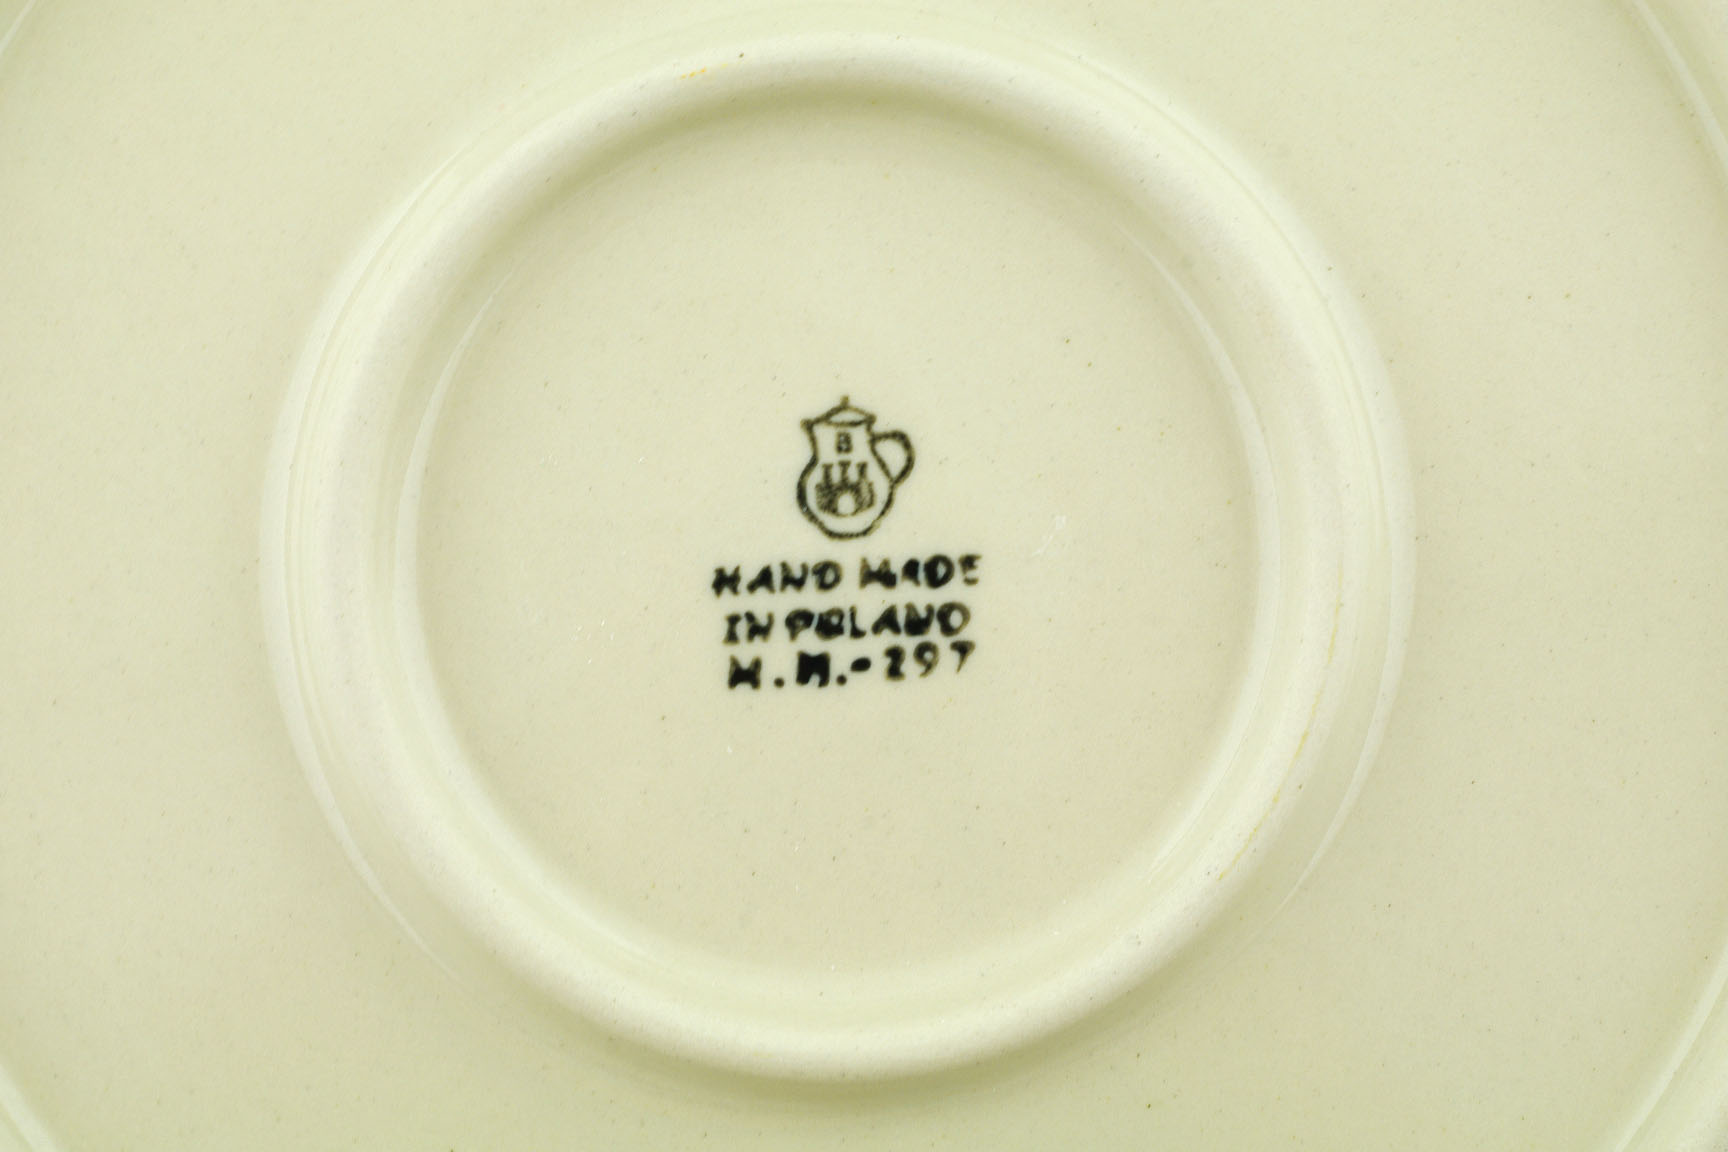 B
HAND MADE
IN POLAND
M.M.-297